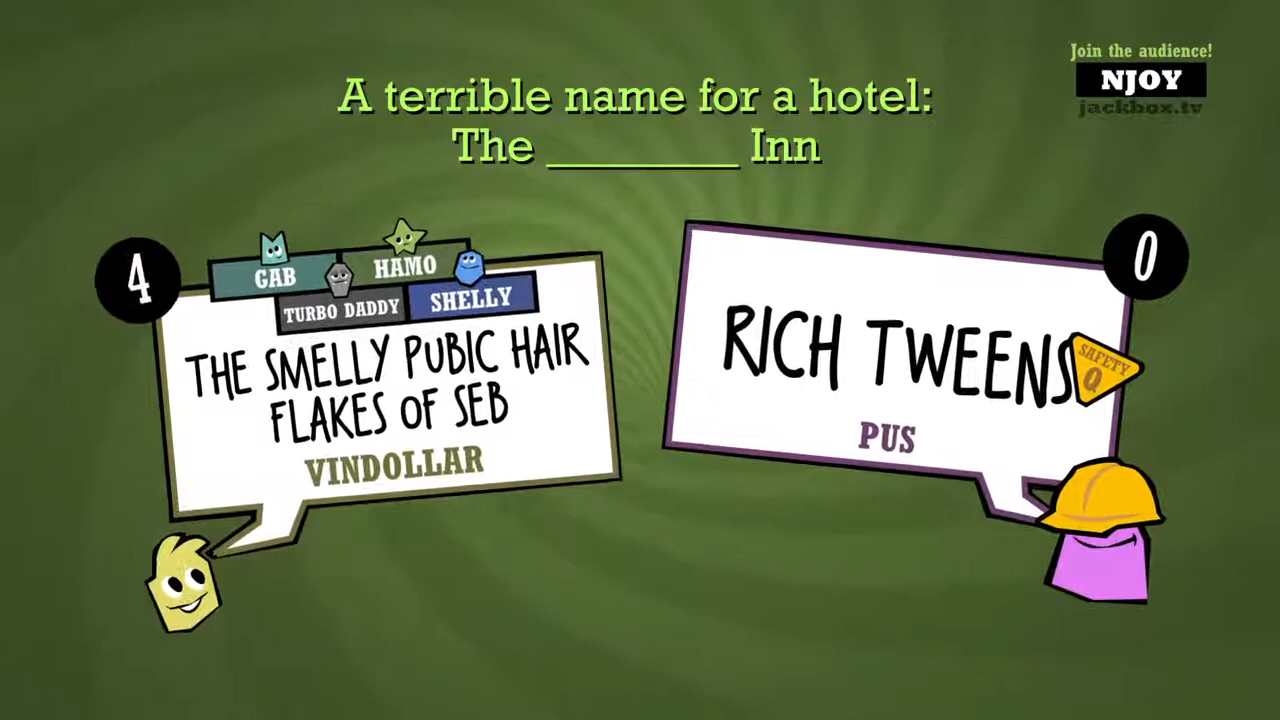 Join the audience!
NJOY
jackbox.tv
A terrible name for a hotel:
The ________ Inn
4
GAB
HAMO
TURBO DADDY
SHELLY
THE SMELLY PUBIC HAIR
FLAKES OF SEB
VINDOLLAR
0
RICH TWEENS
SAFETY
Q
PUS